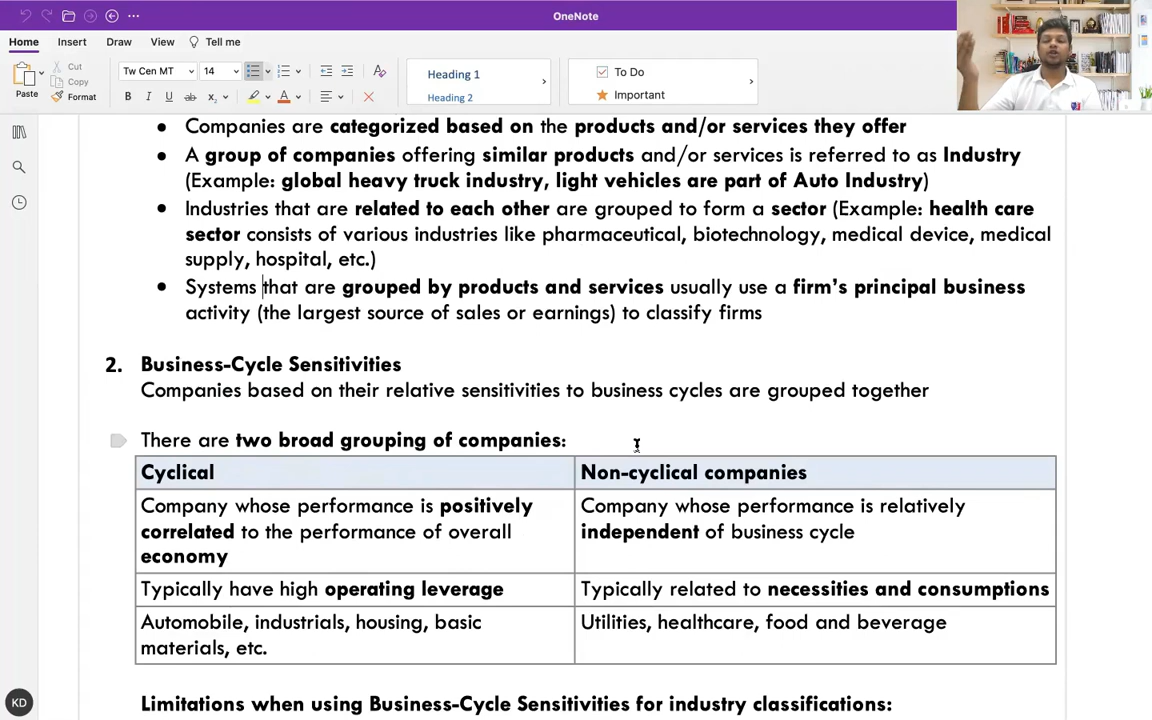 OneNote
Home Insert Draw View Tell me
Paste
Cut
Copy
Format
Tw Cen MT 14
B I U ab x₂ A
Heading 1
Heading 2
To Do
Important
• Companies are categorized based on the products and/or services they offer
• A group of companies offering similar products and/or services is referred to as Industry
(Example: global heavy truck industry, light vehicles are part of Auto Industry)
• Industries that are related to each other are grouped to form a sector (Example: health care
sector consists of various industries like pharmaceutical, biotechnology, medical device, medical
supply, hospital, etc.)
• Systems that are grouped by products and services usually use a firm's principal business
activity (the largest source of sales or earnings) to classify firms
2. Business-Cycle Sensitivities
Companies based on their relative sensitivities to business cycles are grouped together
There are two broad grouping of companies:
Cyclical Non-cyclical companies
Company whose performance is positively Company whose performance is relatively
correlated to the performance of overall independent of business cycle
economy
Typically have high operating leverage Typically related to necessities and consumptions
Automobile, industrials, housing, basic Utilities, healthcare, food and beverage
materials, etc.
KD
Limitations when using Business-Cycle Sensitivities for industry classifications: